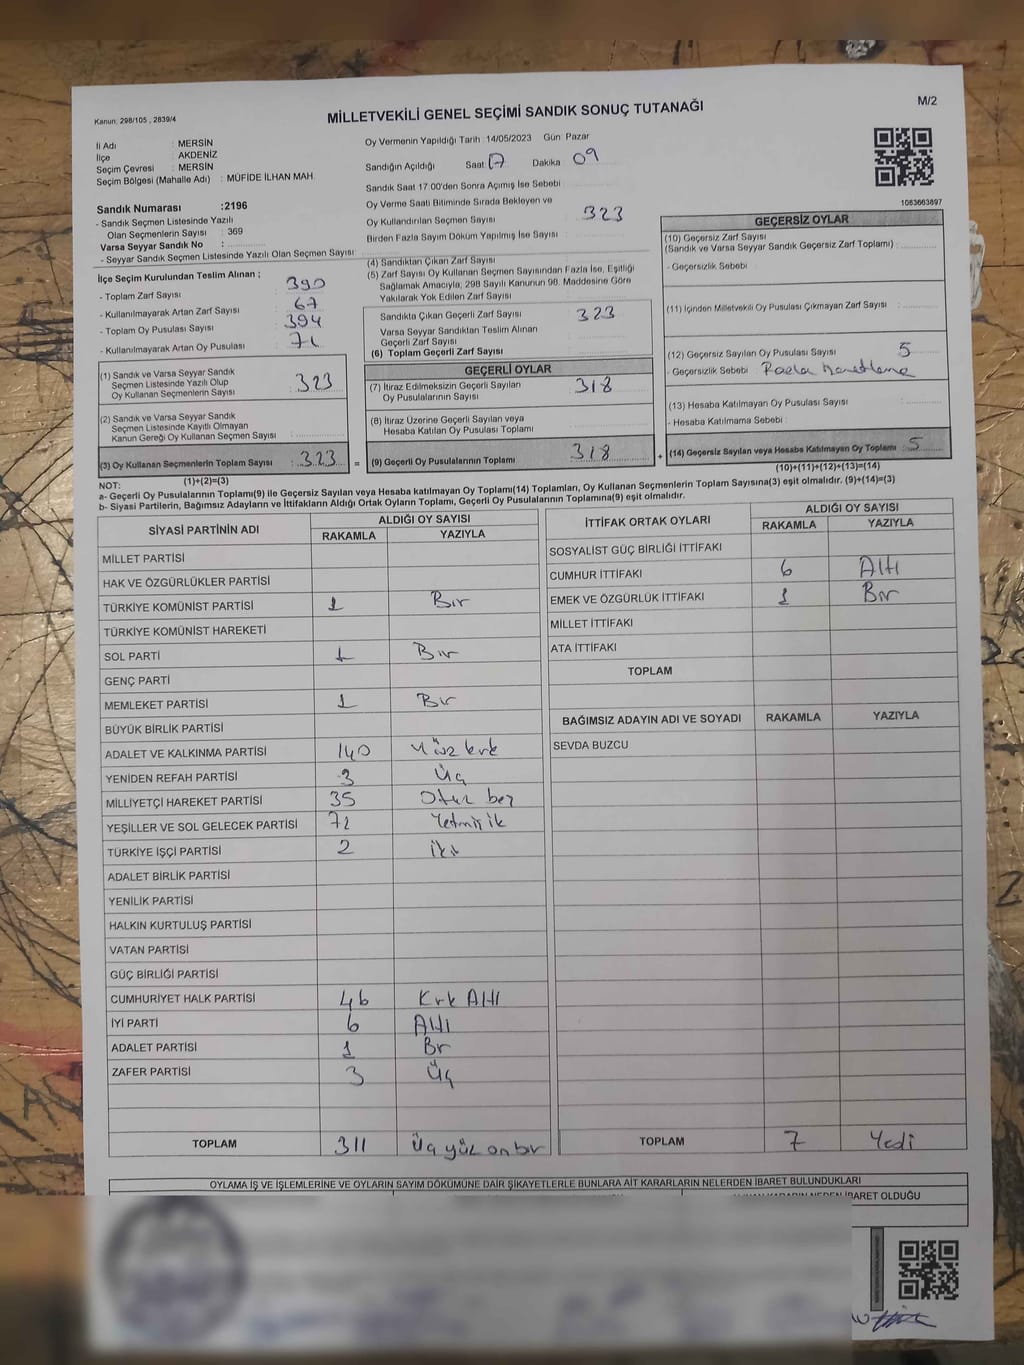 Kanun; 298/105 , 2839/4
MİLLETVEKİLİ GENEL SEÇİMİ SANDIK SONUÇ TUTANAĞI
M/2
İl Adı : MERSİN
İlçe : AKDENİZ
Seçim Çevresi : MERSİN
Seçim Bölgesi (Mahalle Adı) : MÜFİDE İLHAN MAH.
Sandık Numarası :2196
- Sandık Seçmen Listesinde Yazılı
Olan Seçmenlerin Sayısı : 369
Varsa Seyyar Sandık No :
- Seyyar Sandık Seçmen Listesinde Yazılı Olan Seçmen Sayısı
Oy Vermenin Yapıldığı Tarih : 14/05/2023 Gün : Pazar
Sandığın Açıldığı Saat 17 Dakika 09
Sandık Saat 17:00'den Sonra Açılmış İse Sebebi
Oy Verme Saati Bitiminde Sırada Bekleyen ve
Oy Kullandırılan Seçmen Sayısı 323
Birden Fazla Sayım Döküm Yapılmış İse Sayısı :
1083663897
İlçe Seçim Kurulundan Teslim Alınan ;
- Toplam Zarf Sayısı 390
- Kullanılmayarak Artan Zarf Sayısı 67
- Toplam Oy Pusulası Sayısı 394
- Kullanılmayarak Artan Oy Pusulası 71
(1) Sandık ve Varsa Seyyar Sandık
Seçmen Listesinde Yazılı Olup
Oy Kullanan Seçmenlerin Sayısı 323
(2) Sandık ve Varsa Seyyar Sandık
Seçmen Listesinde Kayıtlı Olmayan
Kanun Gereği Oy Kullanan Seçmen Sayısı
(3) Oy Kullanan Seçmenlerin Toplam Sayısı 323
(1)+(2)=(3)
(4) Sandıktan Çıkan Zarf Sayısı
(5) Zarf Sayısı Oy Kullanan Seçmen Sayısından Fazla İse, Eşitliği
Sağlamak Amacıyla, 298 Sayılı Kanunun 98. Maddesine Göre
Yakılarak Yok Edilen Zarf Sayısı
Sandıkta Çıkan Geçerli Zarf Sayısı 323
Varsa Seyyar Sandıktan Teslim Alınan
Geçerli Zarf Sayısı
(6) Toplam Geçerli Zarf Sayısı
GEÇERLİ OYLAR
(7) İtiraz Edilmeksizin Geçerli Sayılan
Oy Pusulalarının Sayısı 318
(8) İtiraz Üzerine Geçerli Sayılan veya
Hesaba Katılan Oy Pusulası Toplamı
= (9) Geçerli Oy Pusulalarının Toplamı 318
GEÇERSİZ OYLAR
(10) Geçersiz Zarf Sayısı
(Sandık ve Varsa Seyyar Sandık Geçersiz Zarf Toplamı) :
- Geçersizlik Sebebi :
(11) İçinden Milletvekili Oy Pusulası Çıkmayan Zarf Sayısı :
(12) Geçersiz Sayılan Oy Pusulası Sayısı 5
- Geçersizlik Sebebi
(13) Hesaba Katılmayan Oy Pusulası Sayısı
- Hesaba Katılmama Sebebi :
+ (14) Geçersiz Sayılan veya Hesaba Katılmayan Oy Toplamı 5
(10)+(11)+(12)+(13)=(14)
NOT:
a- Geçerli Oy Pusulalarının Toplamı(9) ile Geçersiz Sayılan veya Hesaba katılmayan Oy Toplamı(14) Toplamları, Oy Kullanan Seçmenlerin Toplam Sayısına(3) eşit olmalıdır. (9)+(14)=(3)
b- Siyasi Partilerin, Bağımsız Adayların ve İttifakların Aldığı Ortak Oyların Toplamı, Geçerli Oy Pusulalarının Toplamına(9) eşit olmalıdır.
SİYASİ PARTİNİN ADI ALDIĞI OY SAYISI
RAKAMLA YAZIYLA
MİLLET PARTİSİ
HAK VE ÖZGÜRLÜKLER PARTİSİ
TÜRKİYE KOMÜNİST PARTİSİ 1 Bir
TÜRKİYE KOMÜNİST HAREKETİ
SOL PARTİ 1 Bir
GENÇ PARTİ
MEMLEKET PARTİSİ 1 Bir
BÜYÜK BİRLİK PARTİSİ
ADALET VE KALKINMA PARTİSİ 140 Yüz kırk
YENİDEN REFAH PARTİSİ 3 Üç
MİLLİYETÇİ HAREKET PARTİSİ 35 Otuz beş
YEŞİLLER VE SOL GELECEK PARTİSİ 72 Yetmiş iki
TÜRKİYE İŞÇİ PARTİSİ 2 iki
ADALET BİRLİK PARTİSİ
YENİLİK PARTİSİ
HALKIN KURTULUŞ PARTİSİ
VATAN PARTİSİ
GÜÇ BİRLİĞİ PARTİSİ
CUMHURİYET HALK PARTİSİ 46 Kırk Altı
İYİ PARTİ 6 Altı
ADALET PARTİSİ 1 Bir
ZAFER PARTİSİ 3 Üç
TOPLAM 311 Üç yüz on bir
İTTİFAK ORTAK OYLARI ALDIĞI OY SAYISI
RAKAMLA YAZIYLA
SOSYALİST GÜÇ BİRLİĞİ İTTİFAKI
CUMHUR İTTİFAKI 6 Altı
EMEK VE ÖZGÜRLÜK İTTİFAKI 1 Bir
MİLLET İTTİFAKI
ATA İTTİFAKI
TOPLAM
BAĞIMSIZ ADAYIN ADI VE SOYADI RAKAMLA YAZIYLA
SEVDA BUZCU
TOPLAM 7 Yedi
OYLAMA İŞ VE İŞLEMLERİNE VE OYLARIN SAYIM DÖKÜMÜNE DAİR ŞİKAYETLERLE BUNLARA AİT KARARLARIN NELERDEN İBARET BULUNDUKLARI
İBARET OLDUĞU